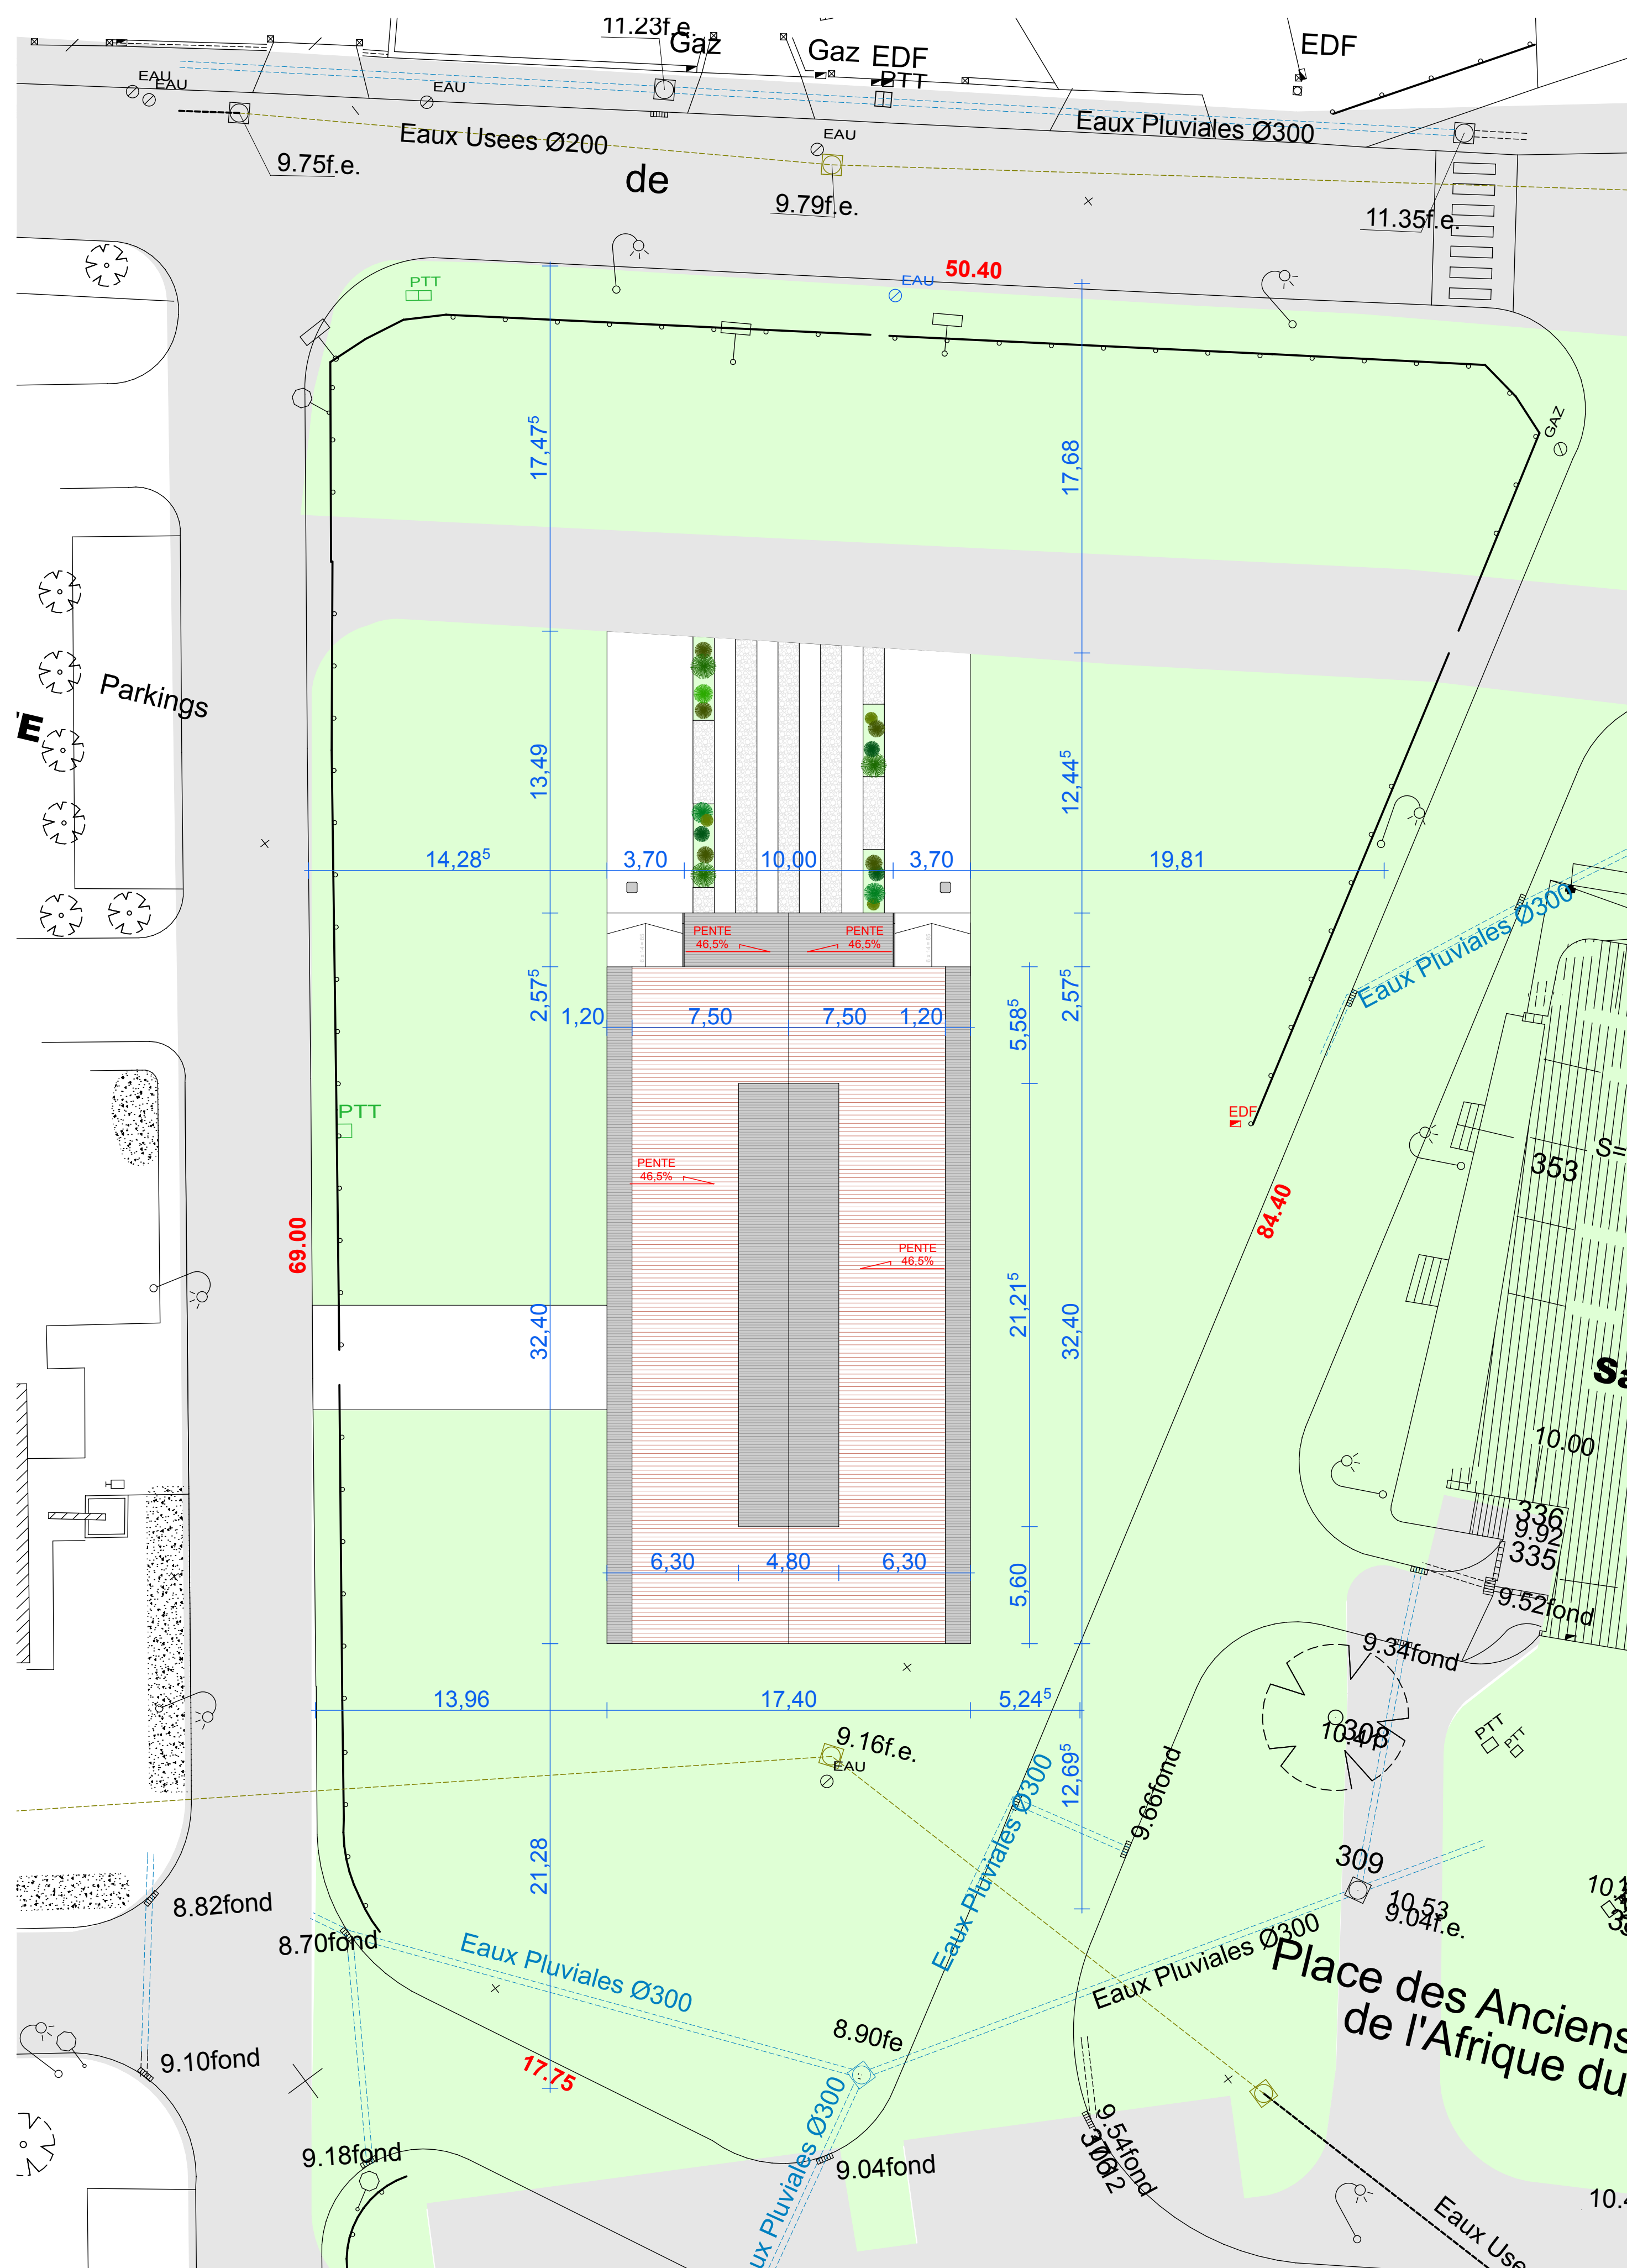 11.23f.e.
Gaz
Gaz
EDF
PTT
EDF
EAU
EAU
EAU
EAU
Eaux Usees Ø200
Eaux Pluviales Ø300
9.75f.e.
de
9.79f.e.
11.35f.e.
50.40
PTT
EAU
GAZ
17,47⁵
17,68
Parkings
13,49
12,44⁵
14,28⁵
3,70
10,00
3,70
19,81
PENTE
46,5%
PENTE
46,5%
Eaux Pluviales Ø300
2,57⁵
2,57⁵
1,20
7,50
7,50
1,20
5,58⁵
PTT
EDF
353
S=
PENTE
46,5%
69.00
84.40
PENTE
46,5%
32,40
21,21⁵
32,40
Sa
10.00
336
9.92
335
6,30
4,80
6,30
5,60
9.52fond
9.34fond
13,96
17,40
5,24⁵
308
PTT
PTT
9.16f.e.
EAU
12,69⁵
9.66fond
21,28
Eaux Pluviales Ø300
309
10.53
9.04f.e.
8.82fond
8.70fond
Eaux Pluviales Ø300
Eaux Pluviales Ø300
Place des Anciens
de l'Afrique du
8.90fe
9.10fond
17.75
9.18fond
9.04fond
9.54fond
Eaux Pluviales Ø300
Eaux Use